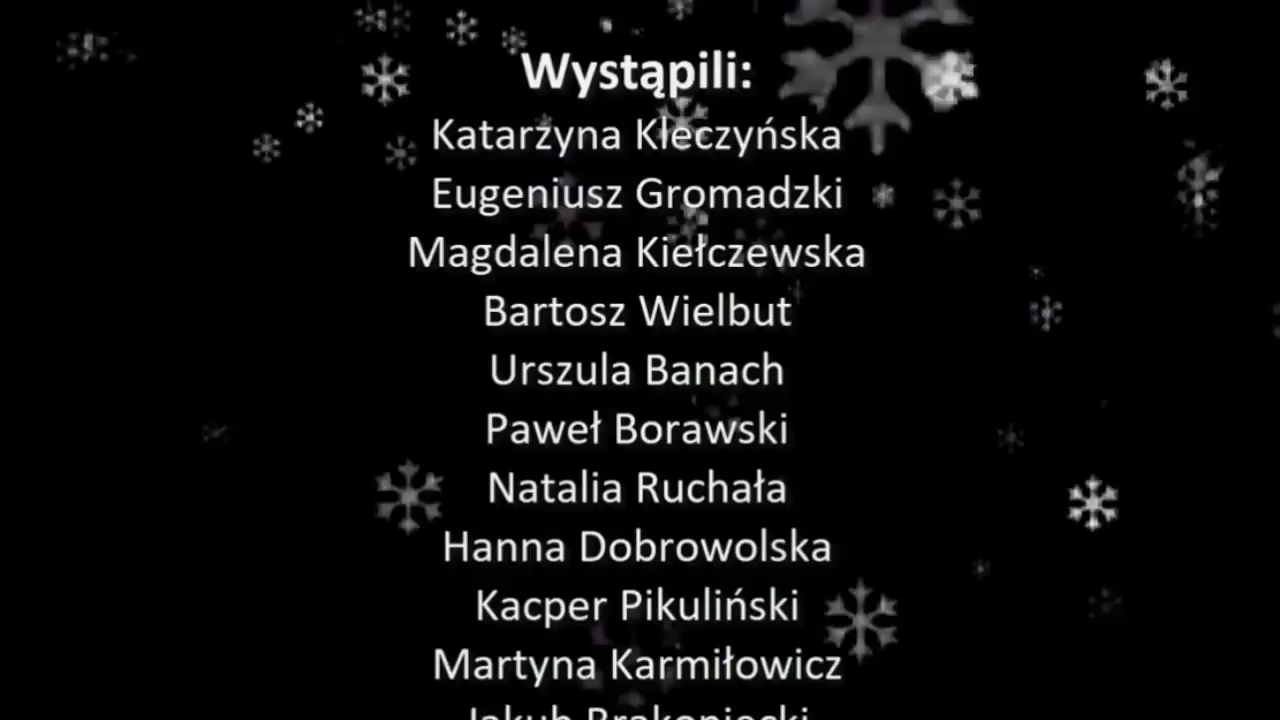 Wystąpili:
Katarzyna Kleczyńska
Eugeniusz Gromadzki
Magdalena Kiełczewska
Bartosz Wielbut
Urszula Banach
Paweł Borawski
Natalia Ruchała
Hanna Dobrowolska
Kacper Pikuliński
Martyna Karmiłowicz
Jakub